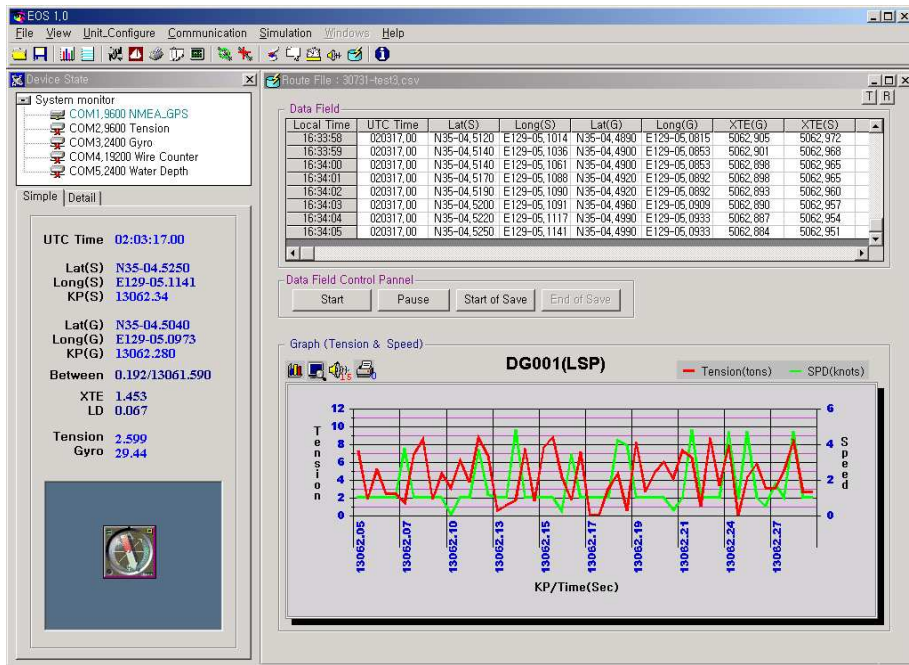 EOS 1,0
File View Unit_Configure Communication Simulation Windows Help
Device State
System monitor
COM1,9600 NMEA_GPS
COM2,9600 Tension
COM3,2400 Gyro
COM4,19200 Wire Counter
COM5,2400 Water Depth
Simple Detail
UTC Time 02:03:17.00
Lat(S) N35-04.5250
Long(S) E129-05.1141
KP(S) 13062.34
Lat(G) N35-04.5040
Long(G) E129-05.0973
KP(G) 13062.280
Between 0.192/13061.590
XTE 1.453
LD 0.067
Tension 2.599
Gyro 29.44
Route File : 30731-test3,csv
T R
Data Field
Local Time UTC Time Lat(S) Long(S) Lat(G) Long(G) XTE(G) XTE(S)
16:33:58 020317,00 N35-04,5120 E129-05,1014 N35-04,4890 E129-05,0815 5062,905 5062,972
16:33:59 020317,00 N35-04,5140 E129-05,1036 N35-04,4900 E129-05,0853 5062,901 5062,968
16:34:00 020317,00 N35-04,5140 E129-05,1061 N35-04,4900 E129-05,0853 5062,898 5062,965
16:34:01 020317,00 N35-04,5170 E129-05,1088 N35-04,4920 E129-05,0892 5062,898 5062,965
16:34:02 020317,00 N35-04,5190 E129-05,1090 N35-04,4920 E129-05,0892 5062,893 5062,960
16:34:03 020317,00 N35-04,5200 E129-05,1091 N35-04,4960 E129-05,0909 5062,890 5062,957
16:34:04 020317,00 N35-04,5220 E129-05,1117 N35-04,4990 E129-05,0933 5062,887 5062,954
16:34:05 020317,00 N35-04,5250 E129-05,1141 N35-04,4990 E129-05,0933 5062,884 5062,951
Data Field Control Pannel
Start Pause Start of Save End of Save
Graph (Tension & Speed)
DG001(LSP)
Tension(tons) SPD(knots)
Tension
12
10
8
6
4
2
0
6
4
2
0
Speed
13062.05 13062.07 13062.10 13062.13 13062.15 13062.17 13062.19 13062.21 13062.24 13062.27
KP/Time(Sec)